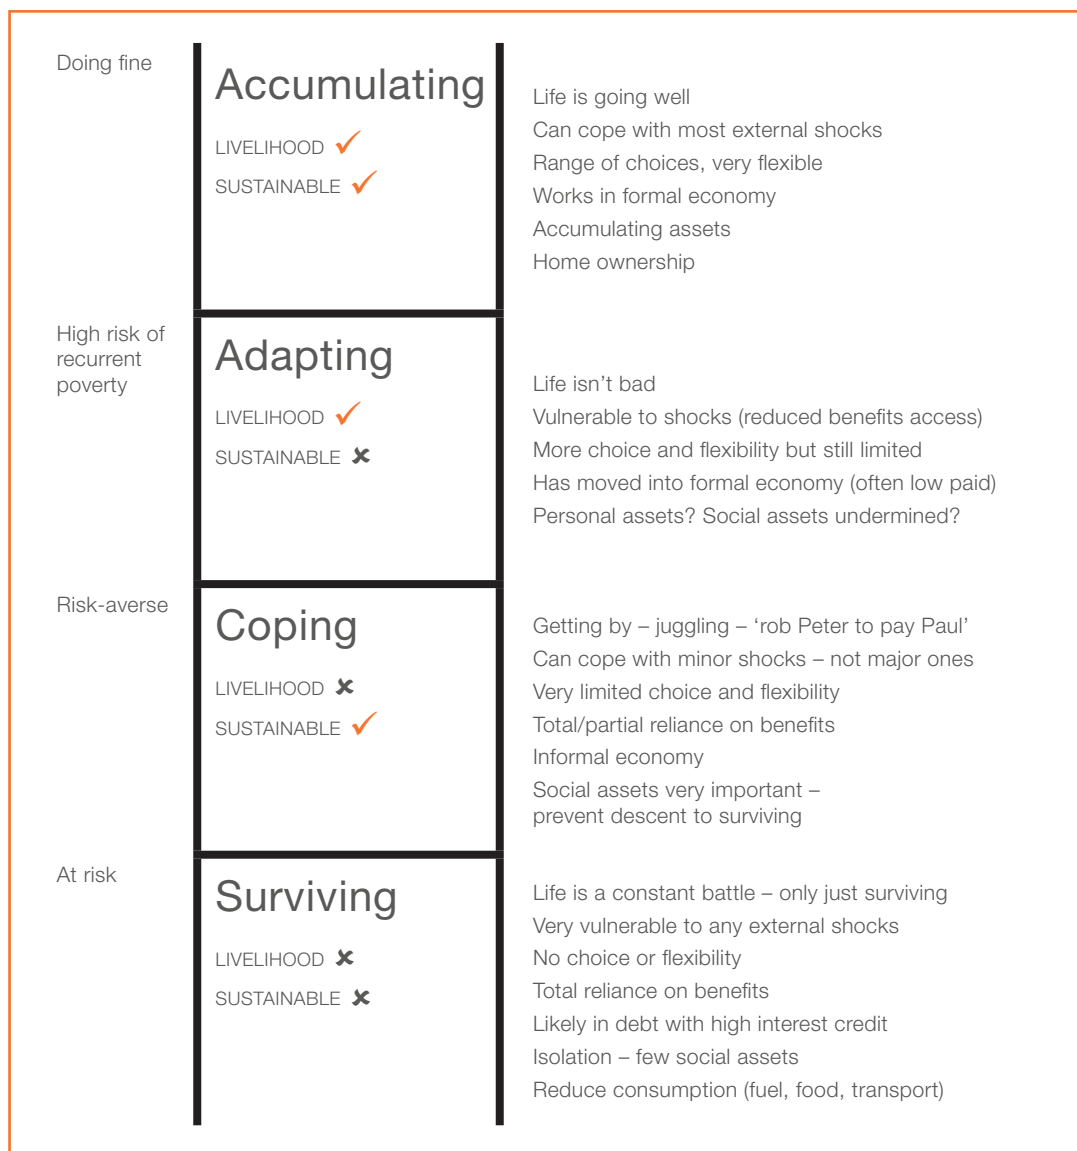 Doing fine
Accumulating
LIVELIHOOD ✓
SUSTAINABLE ✓
Life is going well
Can cope with most external shocks
Range of choices, very flexible
Works in formal economy
Accumulating assets
Home ownership
High risk of
recurrent
poverty
Adapting
LIVELIHOOD ✓
SUSTAINABLE ✘
Life isn’t bad
Vulnerable to shocks (reduced benefits access)
More choice and flexibility but still limited
Has moved into formal economy (often low paid)
Personal assets? Social assets undermined?
Risk-averse
Coping
LIVELIHOOD ✘
SUSTAINABLE ✓
Getting by – juggling – ‘rob Peter to pay Paul’
Can cope with minor shocks – not major ones
Very limited choice and flexibility
Total/partial reliance on benefits
Informal economy
Social assets very important –
prevent descent to surviving
At risk
Surviving
LIVELIHOOD ✘
SUSTAINABLE ✘
Life is a constant battle – only just surviving
Very vulnerable to any external shocks
No choice or flexibility
Total reliance on benefits
Likely in debt with high interest credit
Isolation – few social assets
Reduce consumption (fuel, food, transport)